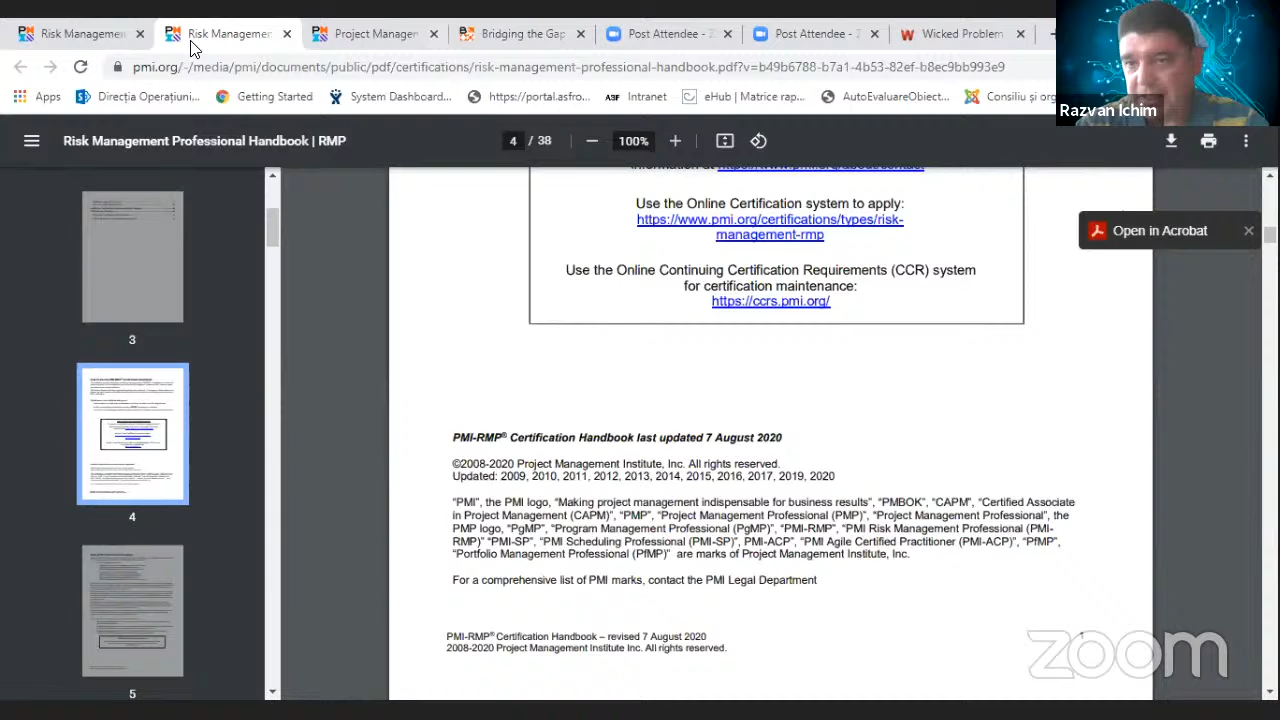 Risk Managemen
Risk Managemen
Project Managen
Bridging the Gap
Post Attendee - Z
Post Attendee - Z
Wicked Problem
pmi.org/-/media/pmi/documents/public/pdf/certifications/risk-management-professional-handbook.pdf?v=b49b6788-b7a1-4b53-82ef-b8ec9bb993e9
Apps
Direcția Operațiuni...
Getting Started
System Dashboard...
https://portal.asfro...
A3F Intranet
eHub | Matrice rap...
AutoEvaluareObiect...
Consiliu și org
Razvan Ichim
Risk Management Professional Handbook | RMP
4 / 38
100%
Open in Acrobat
Use the Online Certification system to apply:
https://www.pmi.org/certifications/types/risk-
management-rmp
Use the Online Continuing Certification Requirements (CCR) system
for certification maintenance:
https://ccrs.pmi.org/
3
4
5
PMI-RMP® Certification Handbook last updated 7 August 2020
©2008-2020 Project Management Institute, Inc. All rights reserved.
Updated: 2009, 2010, 2011, 2012, 2013, 2014, 2015, 2016, 2017, 2019, 2020
“PMI”, the PMI logo, “Making project management indispensable for business results”, “PMBOK”, “CAPM”, “Certified Associate
in Project Management (CAPM)”, “PMP”, “Project Management Professional (PMP)”, “Project Management Professional”, the
PMP logo, “PgMP”, “Program Management Professional (PgMP)”, “PMI-RMP”, “PMI Risk Management Professional (PMI-
RMP)” “PMI-SP”, “PMI Scheduling Professional (PMI-SP)”, PMI-ACP”, “PMI Agile Certified Practitioner (PMI-ACP)”, “PfMP”,
“Portfolio Management Professional (PfMP)” are marks of Project Management Institute, Inc.
For a comprehensive list of PMI marks, contact the PMI Legal Department
PMI-RMP® Certification Handbook – revised 7 August 2020
2008-2020 Project Management Institute Inc. All rights reserved.
1
zoom